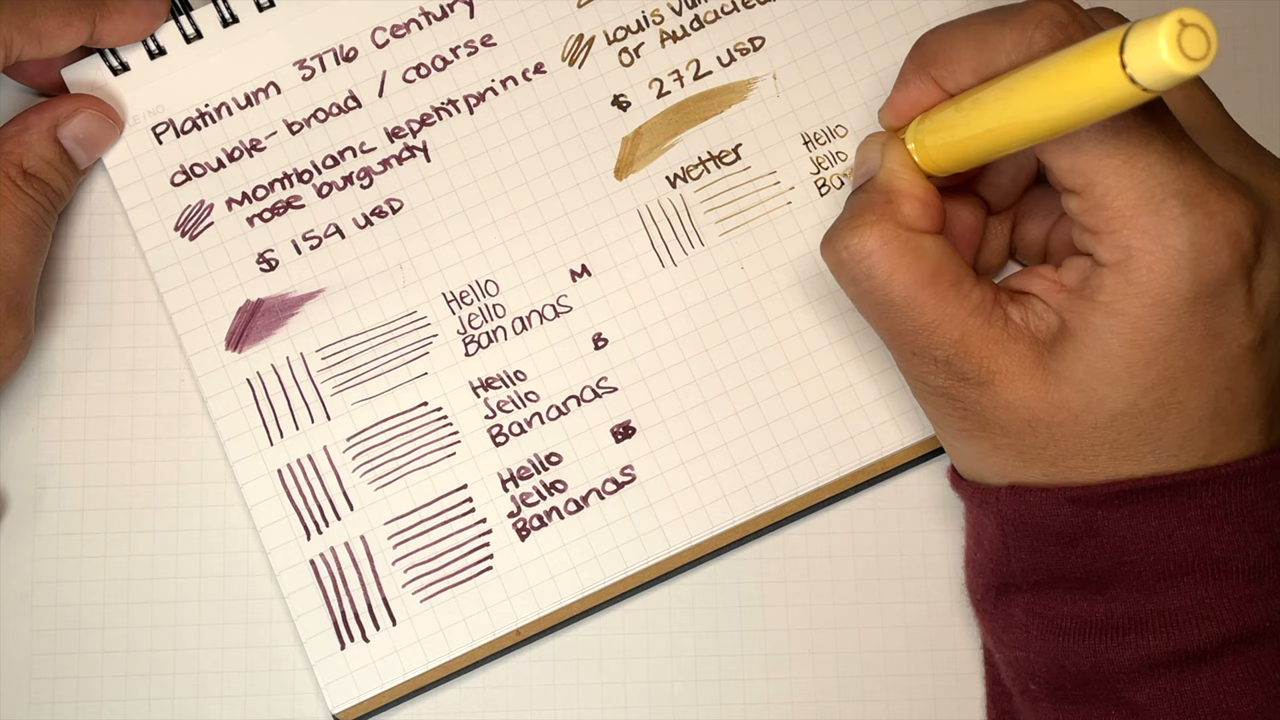 Platinum 3776 Century
double-broad / coarse
Montblanc lepetitprince
rose burgundy
$ 154 USD
Hello
Jello
Bananas
M
Hello
Jello
Bananas
B
Hello
Jello
Bananas
BB
Louis
Or
$ 272 USD
wetter
Hello
Jello